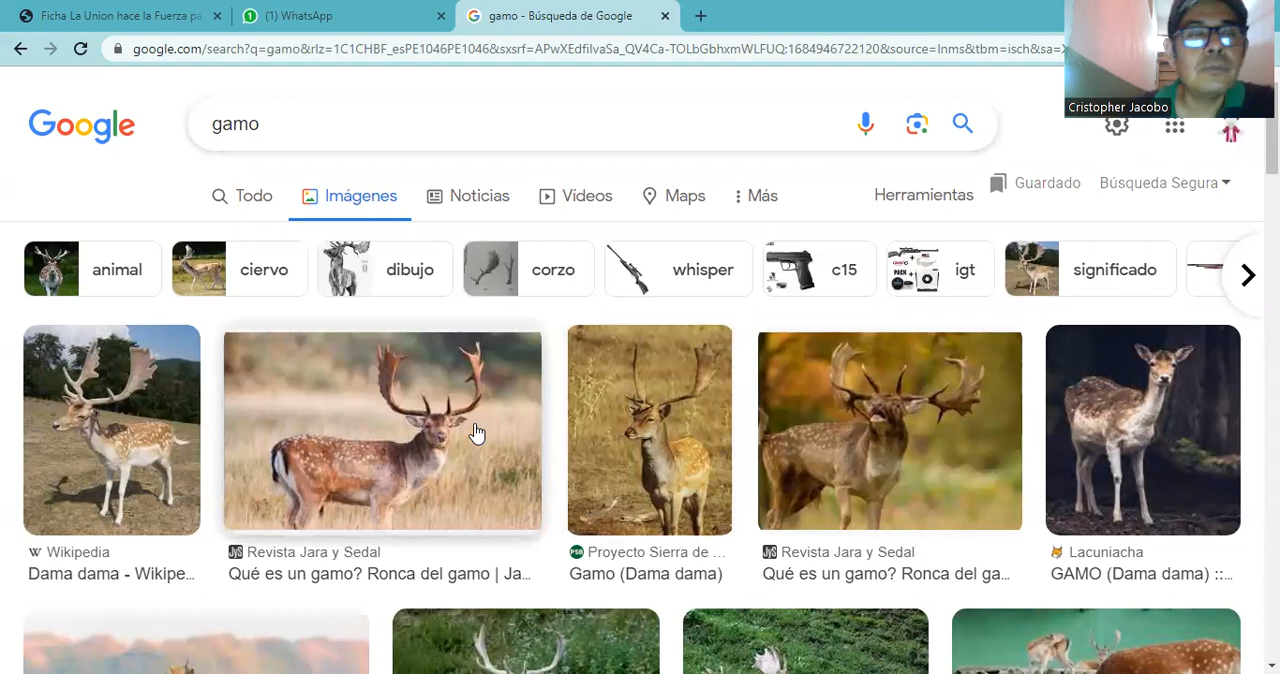 Ficha La Union hace la Fuerza pa
(1) WhatsApp
gamo - Búsqueda de Google
google.com/search?q=gamo&rlz=1C1CHBF_esPE1046PE1046&sxsrf=APwXEdfilvaSa_QV4Ca-TOLbGbhxmWLFUQ:1684946722120&source=lnms&tbm=isch&sa=
Cristopher Jacobo
Google
gamo
Todo
Imágenes
Noticias
Vídeos
Maps
Más
Herramientas
Guardado
Búsqueda Segura
animal
ciervo
dibujo
corzo
whisper
c15
igt
significado
Wikipedia
Dama dama - Wikipe...
Revista Jara y Sedal
Qué es un gamo? Ronca del gamo | Ja...
Proyecto Sierra de ...
Gamo (Dama dama)
Revista Jara y Sedal
Qué es un gamo? Ronca del ga...
Lacuniacha
GAMO (Dama dama) ::...